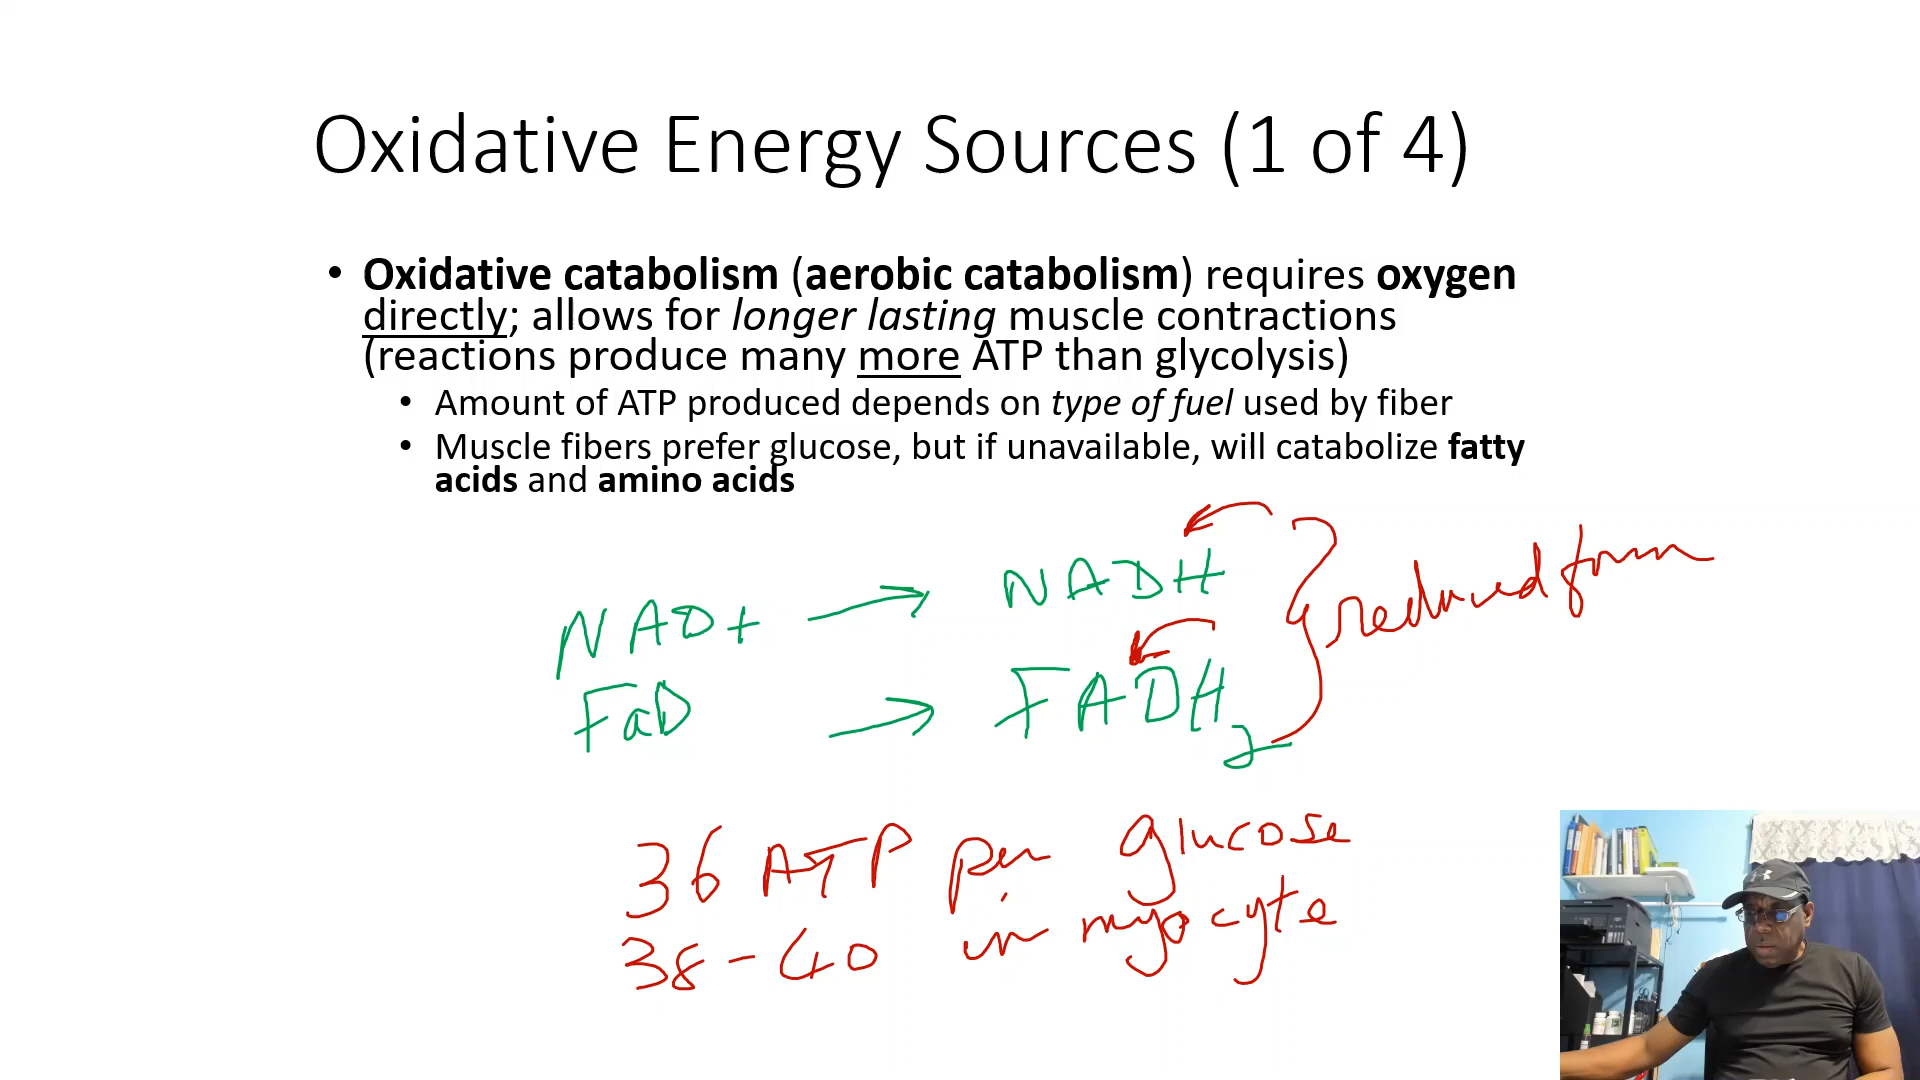 Oxidative Energy Sources (1 of 4)
• Oxidative catabolism (aerobic catabolism) requires oxygen
directly; allows for longer lasting muscle contractions
(reactions produce many more ATP than glycolysis)
• Amount of ATP produced depends on type of fuel used by fiber
• Muscle fibers prefer glucose, but if unavailable, will catabolize fatty
acids and amino acids
NAD+ → NADH
FaD → FADH2
reduced form
36 ATP per glucose
38-40 in myocyte